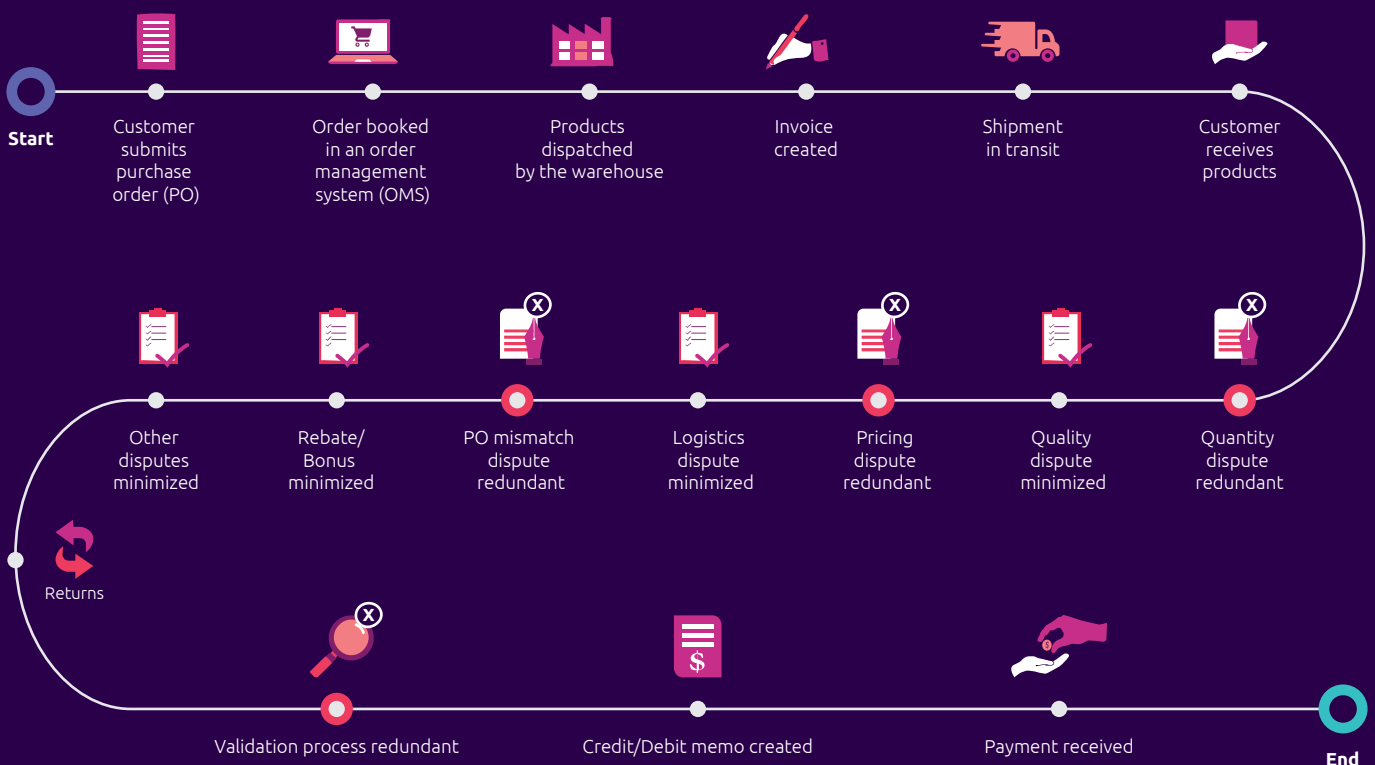 Start
Customer
submits
purchase
order (PO)
Order booked
in an order
management
system (OMS)
Products
dispatched
by the warehouse
Invoice
created
Shipment
in transit
Customer
receives
products
X
X
X
Other
disputes
minimized
Rebate/
Bonus
minimized
PO mismatch
dispute
redundant
Logistics
dispute
minimized
Pricing
dispute
redundant
Quality
dispute
minimized
Quantity
dispute
redundant
Returns
X
$
$
Validation process redundant
Credit/Debit memo created
Payment received
End